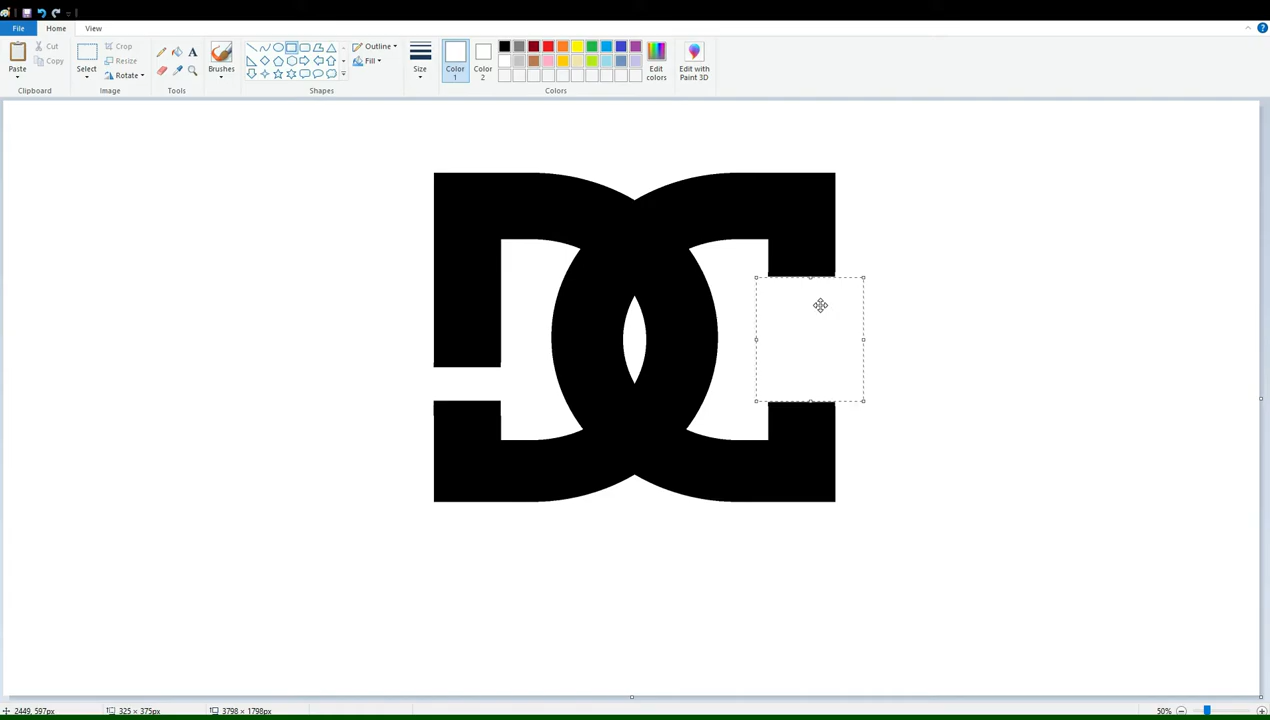 File Home View
Paste
Cut
Copy
Clipboard
Select
Crop
Resize
Rotate
Image
A
Tools
Brushes
Outline
Fill
Shapes
Size
Color 1
Color 2
Edit colors
Colors
Edit with Paint 3D
DC
2449, 597px 325 × 375px 3798 × 1798px 50%